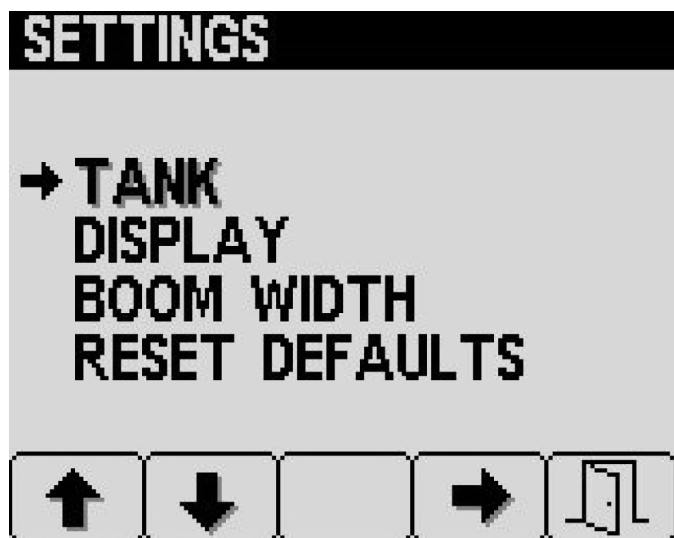 SETTINGS
TANK
DISPLAY
BOOM WIDTH
RESET DEFAULTS